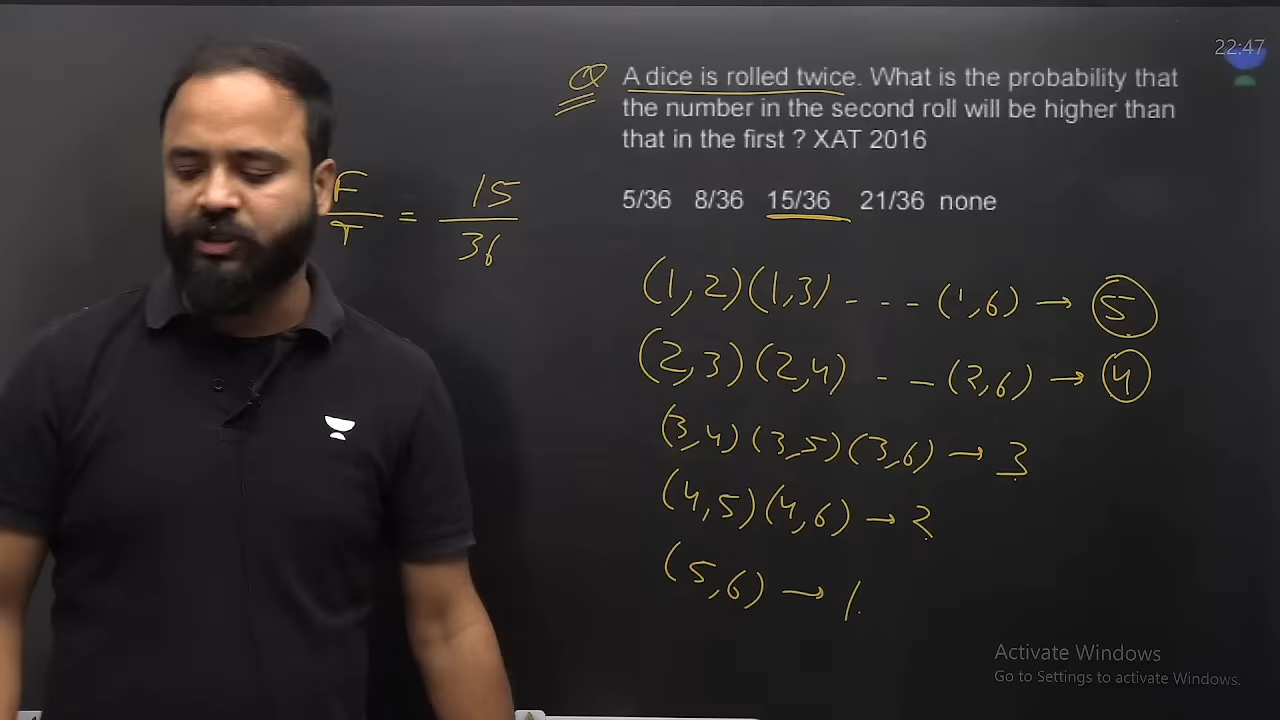 22:47
Q A dice is rolled twice. What is the probability that
the number in the second roll will be higher than
that in the first ? XAT 2016
F/T = 15/36
5/36 8/36 15/36 21/36 none
(1,2)(1,3) - - - (1,6) → 5
(2,3)(2,4) - - (2,6) → 4
(3,4)(3,5)(3,6) → 3
(4,5)(4,6) → 2
(5,6) → 1
Activate Windows
Go to Settings to activate Windows.